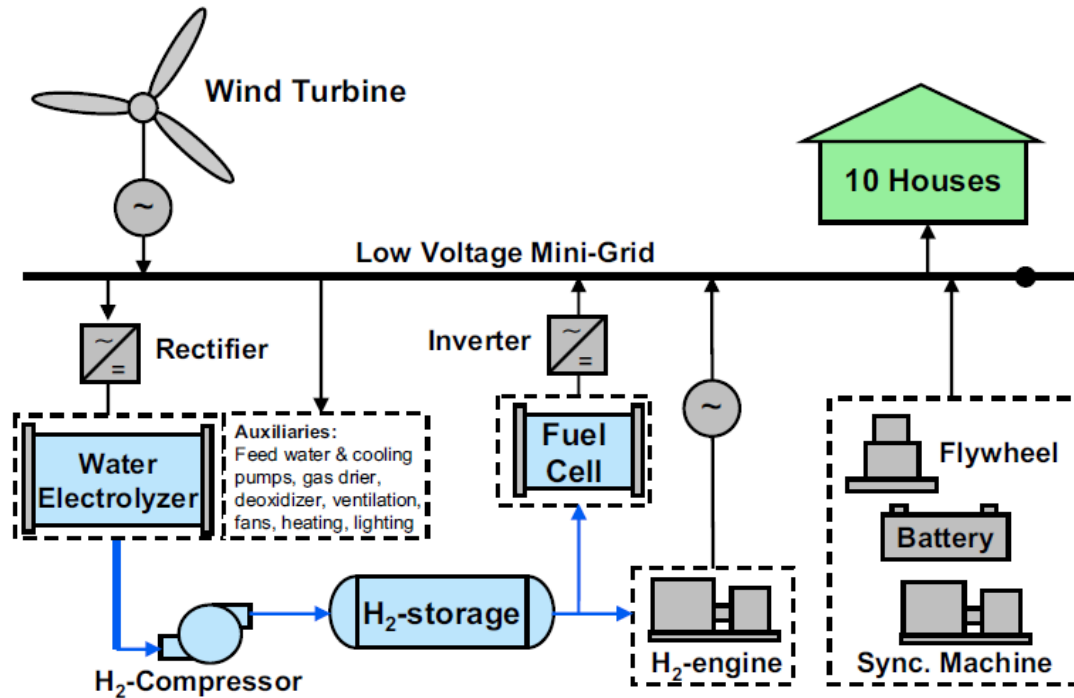 Wind Turbine
~
10 Houses
Low Voltage Mini-Grid
~
=
Rectifier
Inverter
~
=
~
Water
Electrolyzer
Auxiliaries:
Feed water & cooling
pumps, gas drier,
deoxidizer, ventilation,
fans, heating, lighting
Fuel
Cell
Flywheel
Battery
H₂-storage
H₂-Compressor
H₂-engine
Sync. Machine